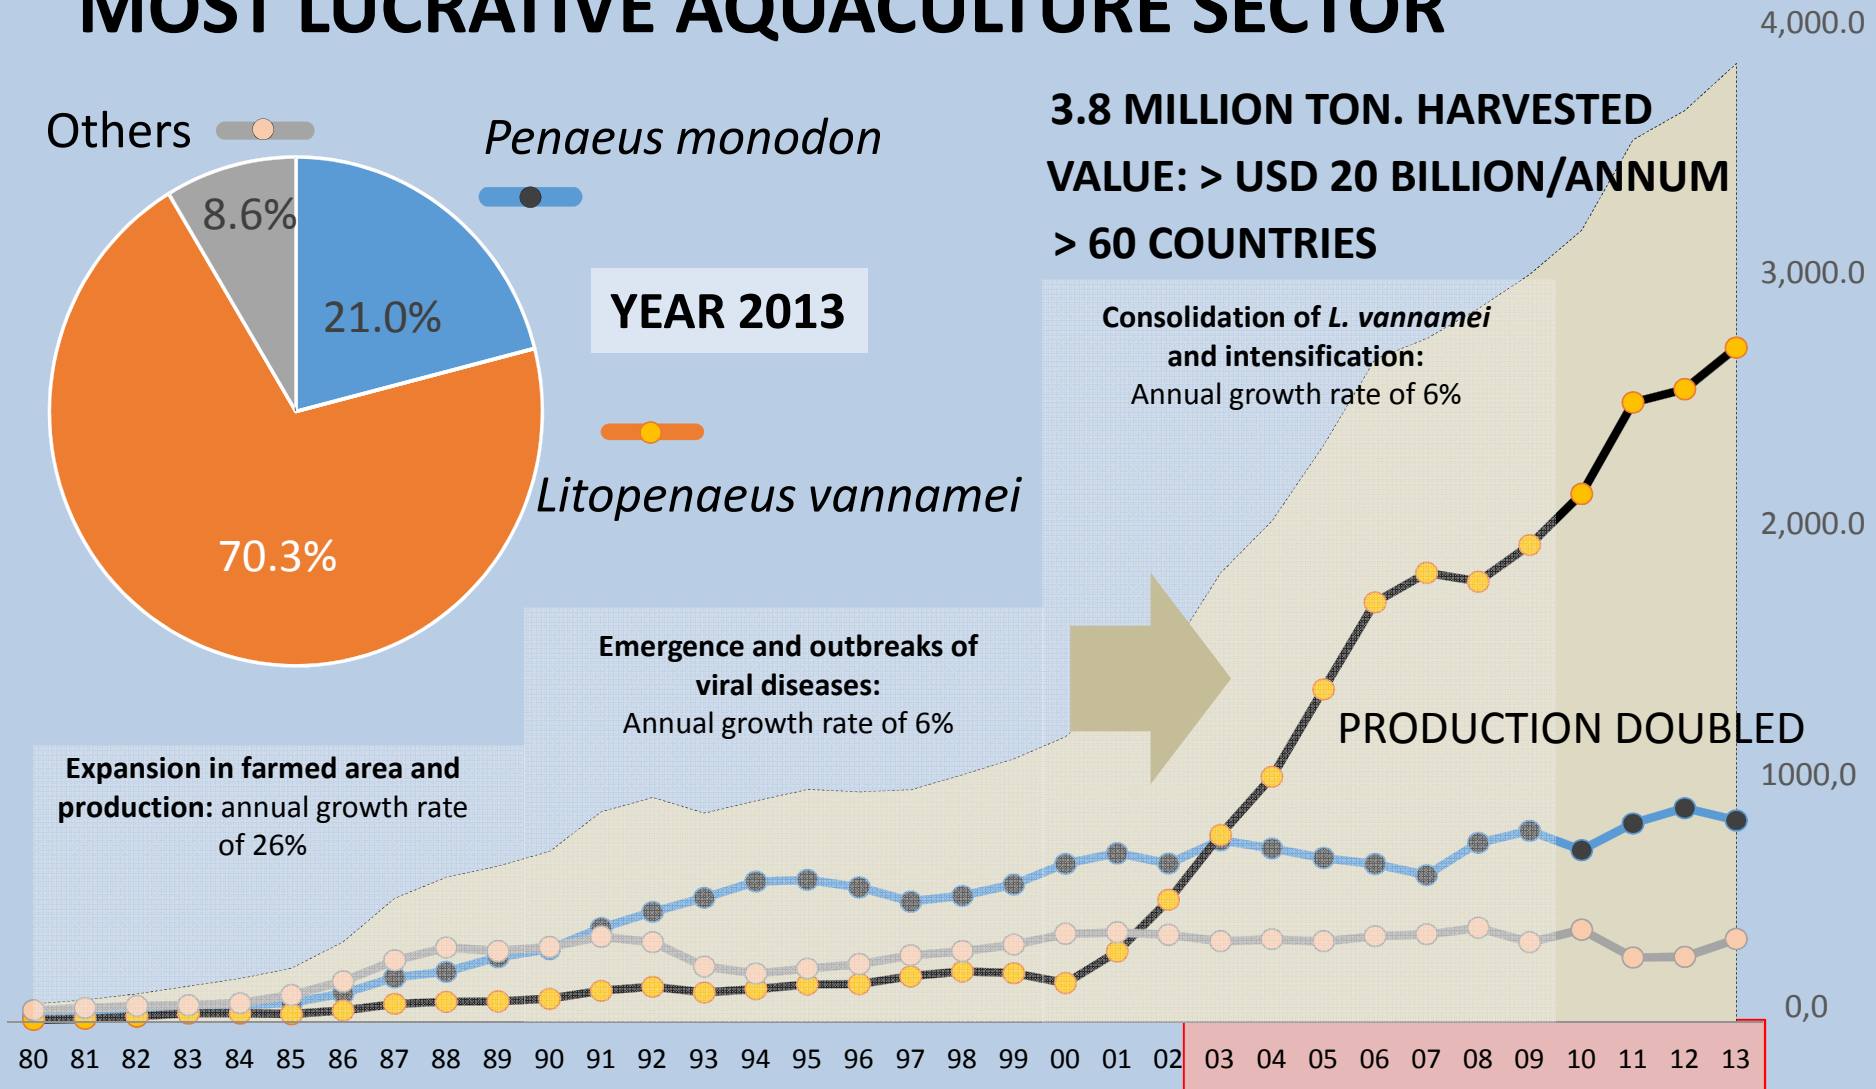 MOST LUCRATIVE AQUACULTURE SECTOR
Others
Penaeus monodon
8.6%
21.0%
70.3%
YEAR 2013
Litopenaeus vannamei
3.8 MILLION TON. HARVESTED
VALUE: > USD 20 BILLION/ANNUM
> 60 COUNTRIES
Consolidation of L. vannamei
and intensification:
Annual growth rate of 6%
Emergence and outbreaks of
viral diseases:
Annual growth rate of 6%
Expansion in farmed area and
production: annual growth rate
of 26%
PRODUCTION DOUBLED
4,000.0
3,000.0
2,000.0
1000,0
0,0
80 81 82 83 84 85 86 87 88 89 90 91 92 93 94 95 96 97 98 99 00 01 02 03 04 05 06 07 08 09 10 11 12 13